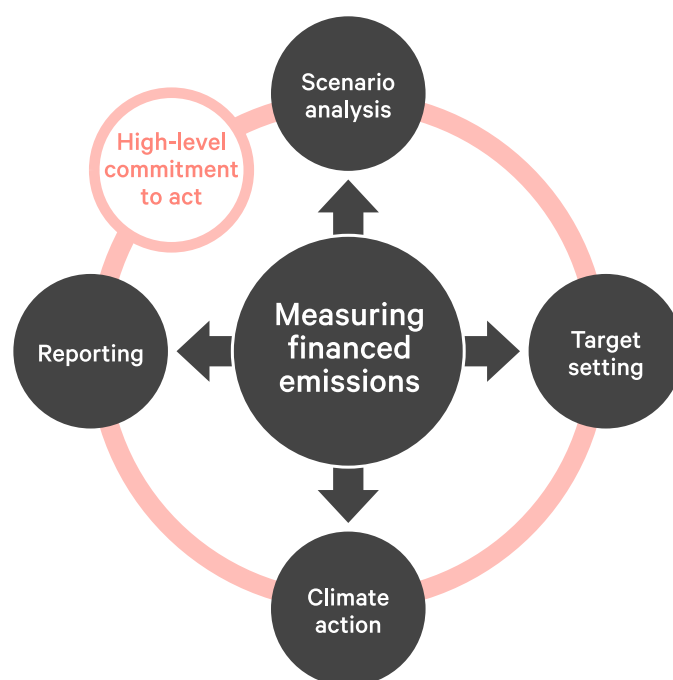 Scenario
analysis
High-level
commitment
to act
Measuring
financed
emissions
Reporting
Target
setting
Climate
action